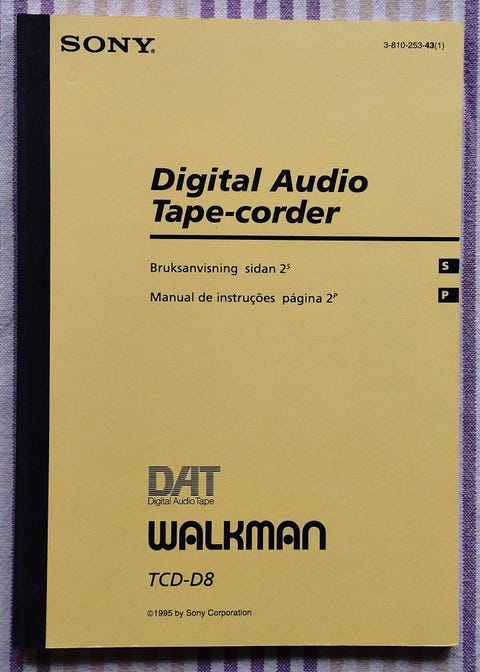 SONY®
3-810-253-43(1)
Digital Audio
Tape-corder
Bruksanvisning sidan 2S
S
Manual de instruções página 2P
P
DAT
Digital Audio Tape
WALKMAN
TCD-D8
©1995 by Sony Corporation